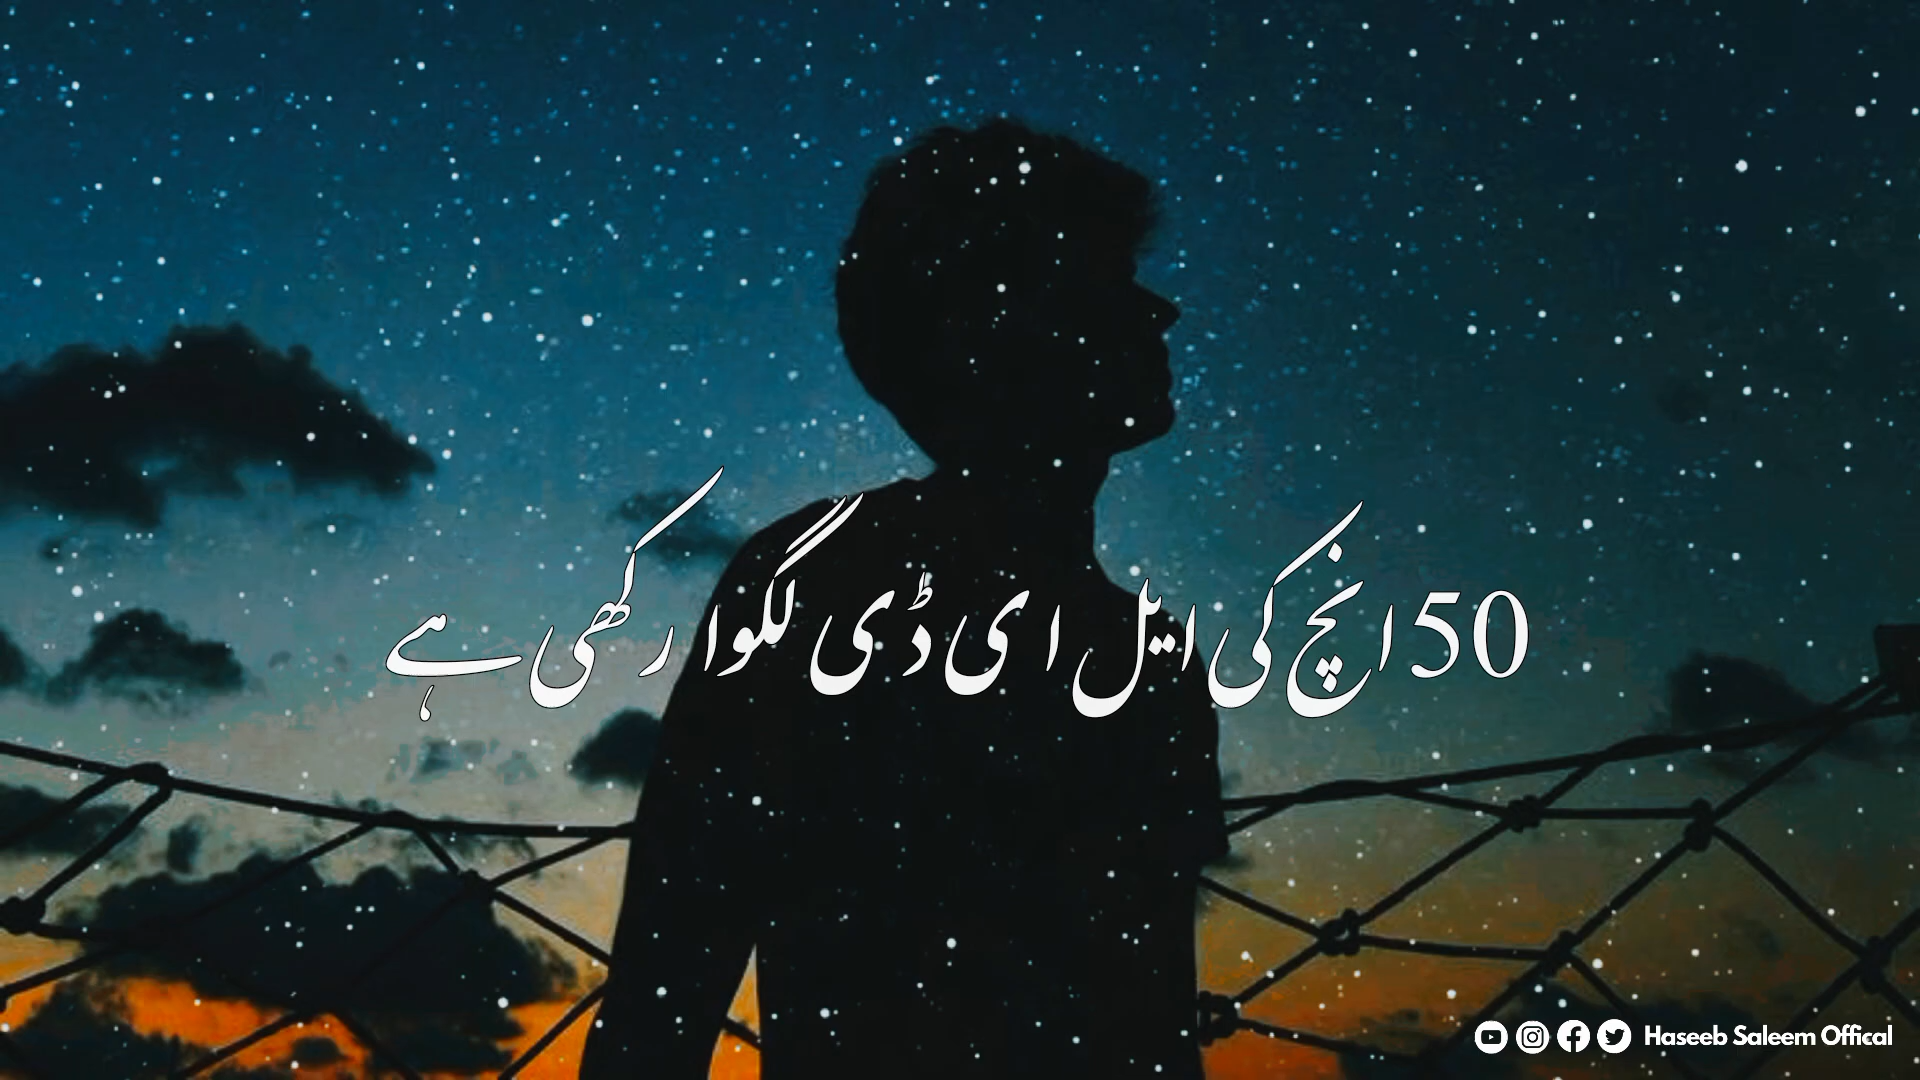 50 انچ کی ایل ای ڈی لگوا رکھی ہے
Haseeb Saleem Offical